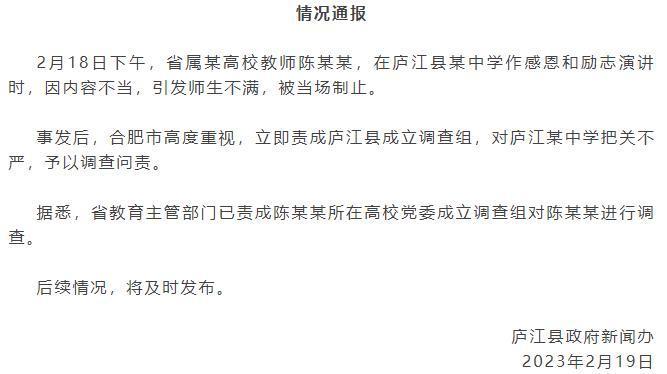 情况通报
2月18日下午，省属某高校教师陈某某，在庐江县某中学作感恩和励志演讲
时，因内容不当，引发师生不满，被当场制止。
事发后，合肥市高度重视，立即责成庐江县成立调查组，对庐江某中学把关不
严，予以调查问责。
据悉，省教育主管部门已责成陈某某所在高校党委成立调查组对陈某某进行调
查。
后续情况，将及时发布。
庐江县政府新闻办
2023年2月19日